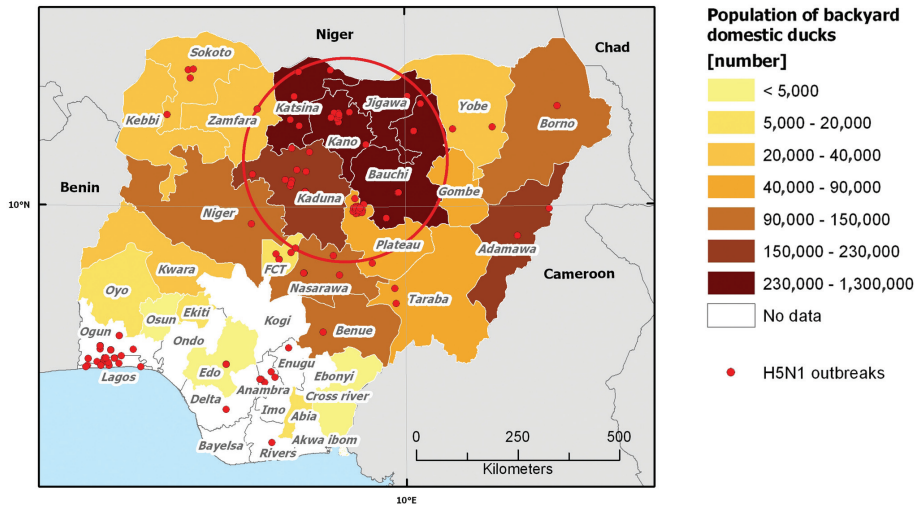 Niger
Chad
Sokoto
Katsina
Jigawa
Yobe
Kebbi
Zamfara
Borno
Kano
Benin
Bauchi
Kaduna
Gombe
10°N
Niger
Plateau
Adamawa
FCT
Kwara
Cameroon
Nasarawa
Oyo
Taraba
Osun
Ekiti
Kogi
Ogun
Ondo
Benue
Enugu
Edo
Ebonyi
Lagos
Anambra
Delta
Cross river
Imo
Abia
Akwa ibom
Bayelsa
Rivers
0 250 500
Kilometers
10°E
Population of backyard
domestic ducks
[number]
< 5,000
5,000 - 20,000
20,000 - 40,000
40,000 - 90,000
90,000 - 150,000
150,000 - 230,000
230,000 - 1,300,000
No data
H5N1 outbreaks